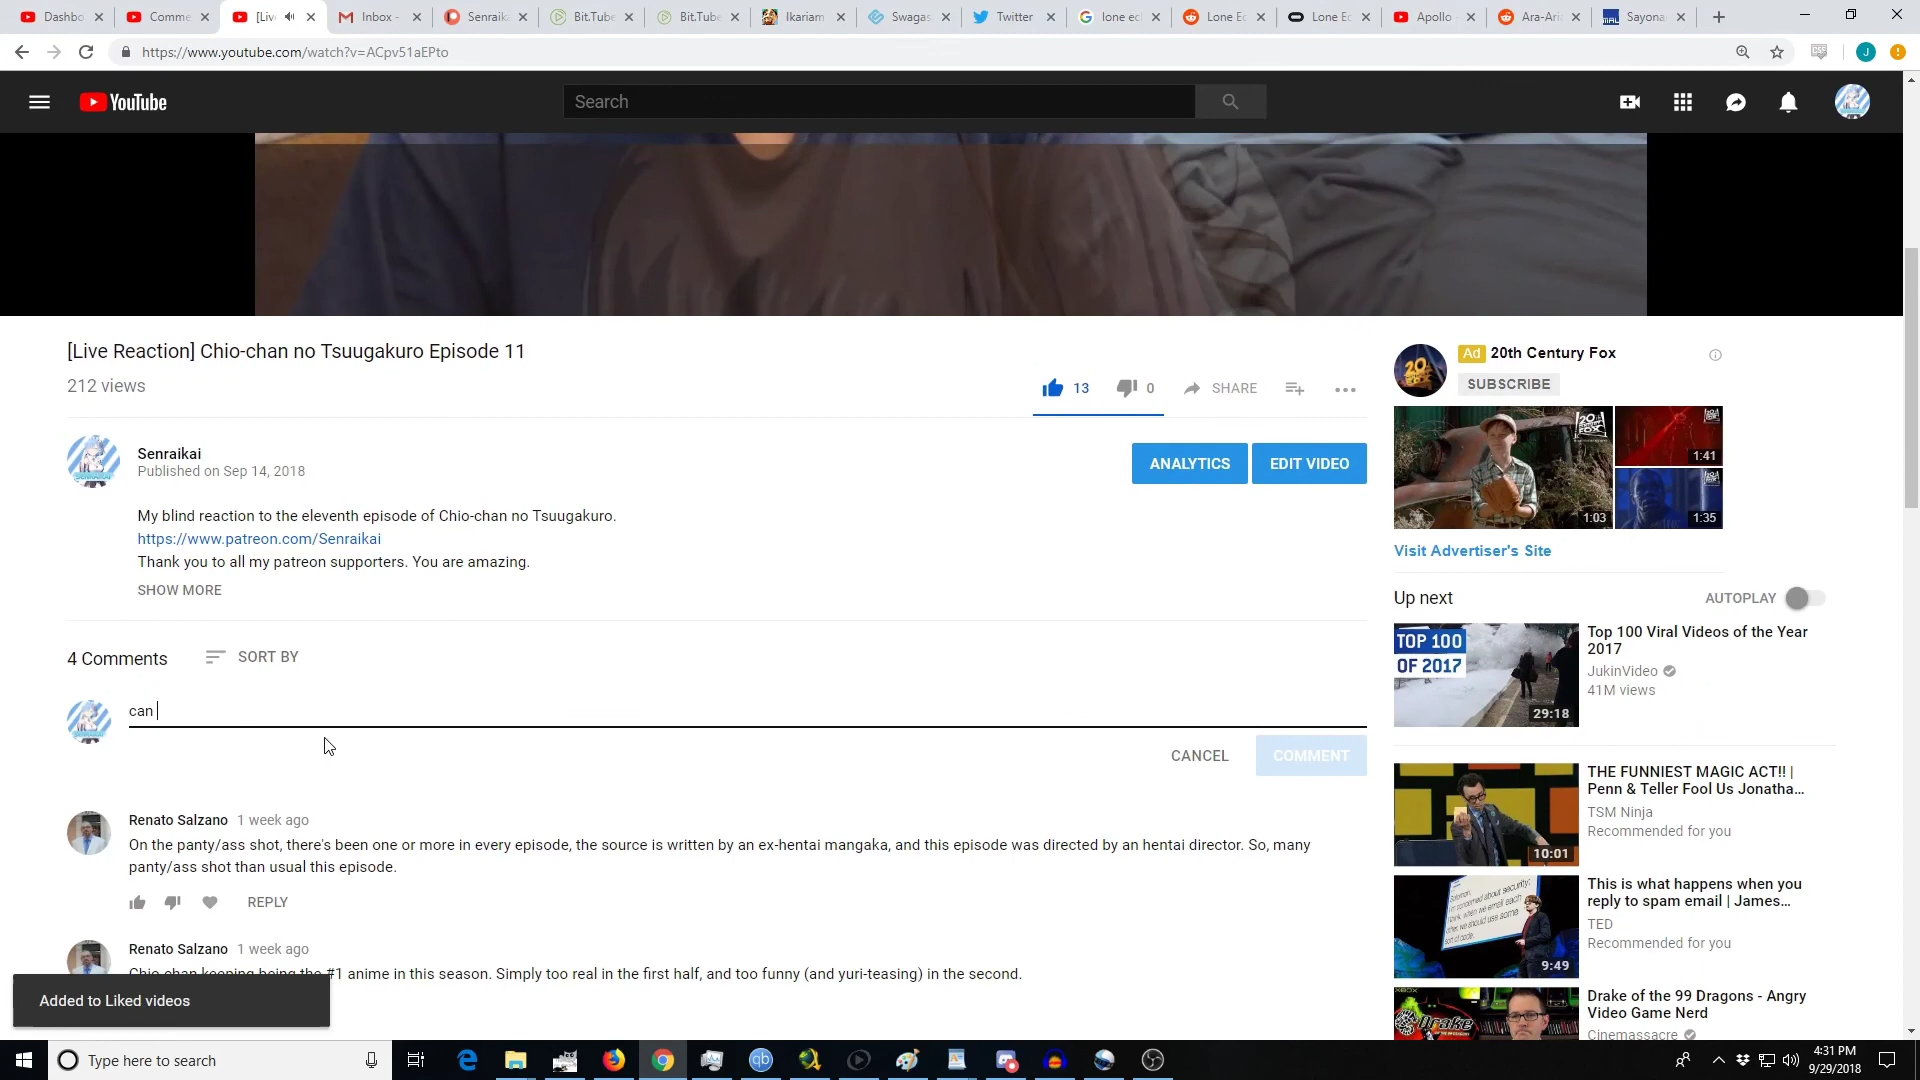 Dashbo
Comme
[Liv
Inbox -
Senraik
Bit.Tube
Bit.Tube
Ikariam
Swagas
Twitter
lone ec
Lone Ec
Lone Ec
Apollo -
Ara-Ara
Sayona
https://www.youtube.com/watch?v=ACpv51aEPto
J
YouTube
Search
[Live Reaction] Chio-chan no Tsuugakuro Episode 11
212 views
13
0
SHARE
Senraikai
Published on Sep 14, 2018
ANALYTICS
EDIT VIDEO
My blind reaction to the eleventh episode of Chio-chan no Tsuugakuro.
https://www.patreon.com/Senraikai
Thank you to all my patreon supporters. You are amazing.
SHOW MORE
4 Comments
SORT BY
can
CANCEL
COMMENT
Renato Salzano 1 week ago
On the panty/ass shot, there's been one or more in every episode, the source is written by an ex-hentai mangaka, and this episode was directed by an hentai director. So, many
panty/ass shot than usual this episode.
REPLY
Renato Salzano 1 week ago
Chio-chan keeping being the #1 anime in this season. Simply too real in the first half, and too funny (and yuri-teasing) in the second.
Added to Liked videos
Ad 20th Century Fox
SUBSCRIBE
1:03
1:41
1:35
Visit Advertiser's Site
Up next
AUTOPLAY
TOP 100
OF 2017
29:18
Top 100 Viral Videos of the Year
2017
JukinVideo
41M views
10:01
THE FUNNIEST MAGIC ACT!! |
Penn & Teller Fool Us Jonatha...
TSM Ninja
Recommended for you
9:49
This is what happens when you
reply to spam email | James...
TED
Recommended for you
Drake of the 99 Dragons - Angry
Video Game Nerd
Cinemassacre
Type here to search
4:31 PM
9/29/2018